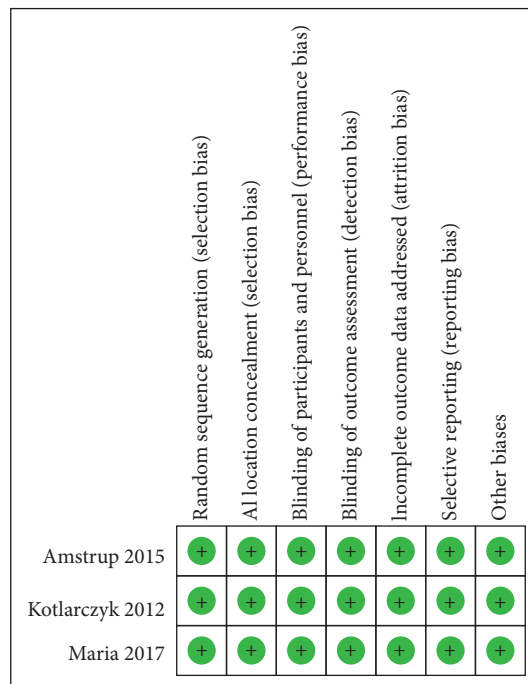 Random sequence generation (selection bias)
Al location concealment (selection bias)
Blinding of participants and personnel (performance bias)
Blinding of outcome assessment (detection bias)
Incomplete outcome data addressed (attrition bias)
Selective reporting (reporting bias)
Other biases
Amstrup 2015 + + + + + + +
Kotlarczyk 2012 + + + + + + +
Maria 2017 + + + + + + +